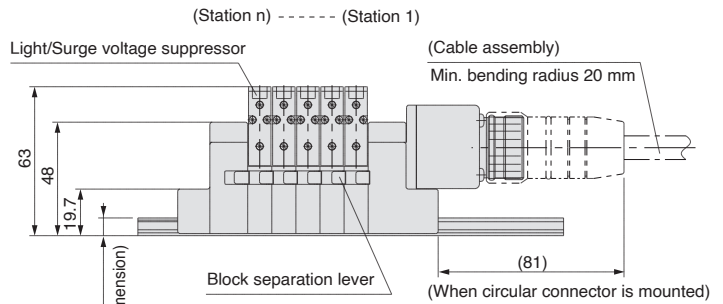 (Station n) ------ (Station 1)
Light/Surge voltage suppressor
(Cable assembly)
Min. bending radius 20 mm
63
48
19.7
Block separation lever
(81)
(When circular connector is mounted)